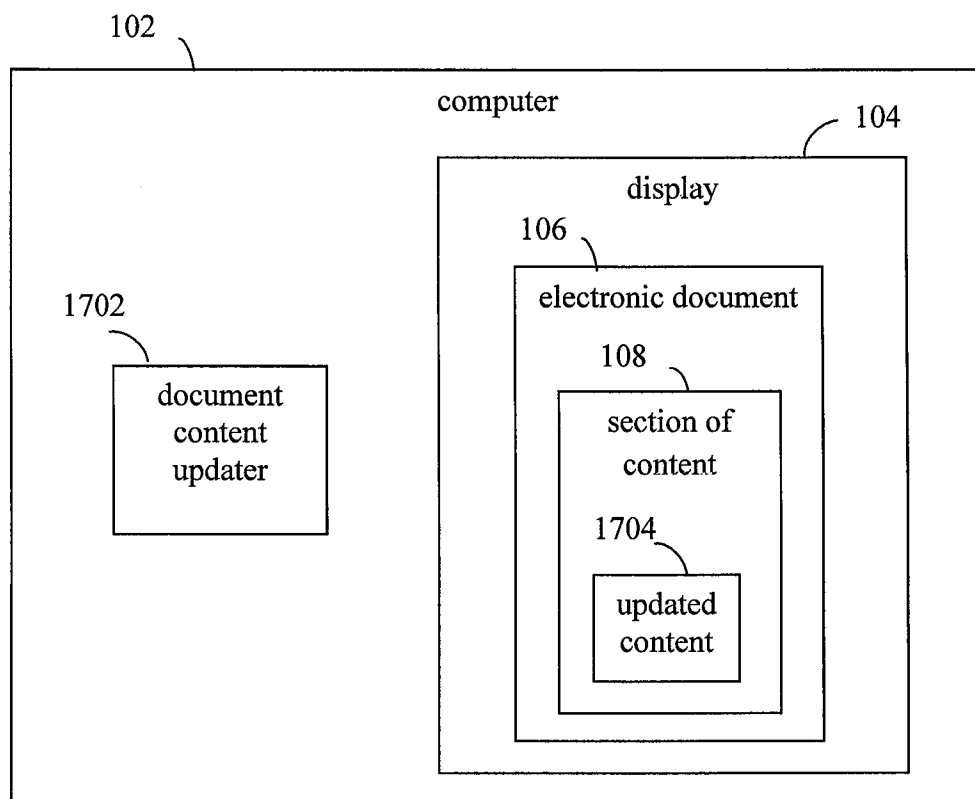 102
computer
104
display
106
electronic document
1702
document
content
updater
108
section of
content
1704
updated
content